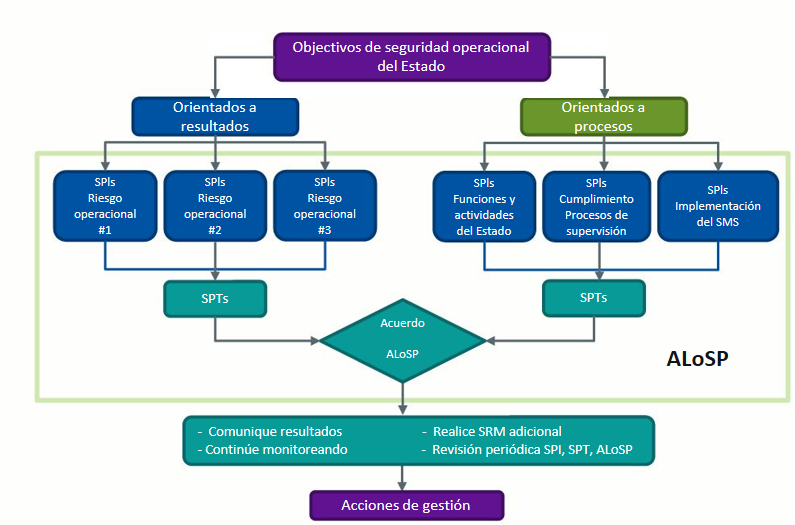 Objectivos de seguridad operacional
del Estado
Orientados a
resultados
Orientados a
procesos
SPIs
Riesgo
operacional
#1
SPIs
Riesgo
operacional
#2
SPIs
Riesgo
operacional
#3
SPIs
Funciones y
actividades
del Estado
SPIs
Cumplimiento
Procesos de
supervisión
SPIs
Implementación
del SMS
SPTs
SPTs
Acuerdo
ALoSP
ALoSP
- Comunique resultados
- Continúe monitoreando
- Realice SRM adicional
- Revisión periódica SPI, SPT, ALoSP
Acciones de gestión